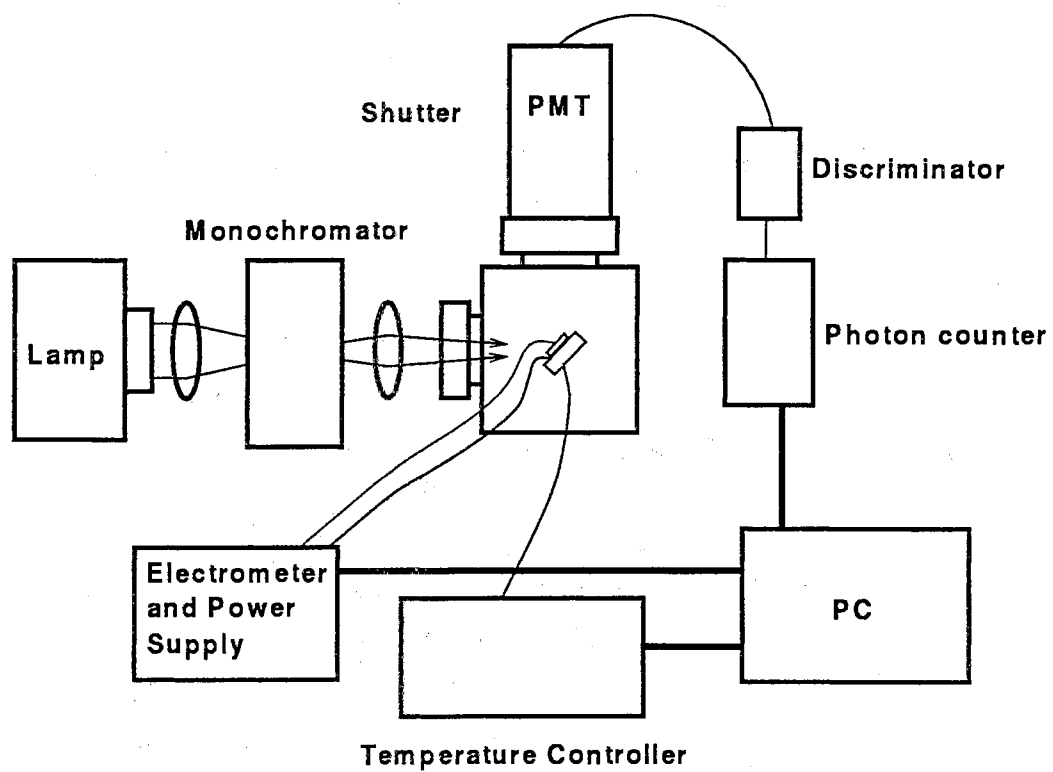 Shutter
PMT
Discriminator
Monochromator
Lamp
Photon counter
Electrometer
and Power
Supply
PC
Temperature Controller